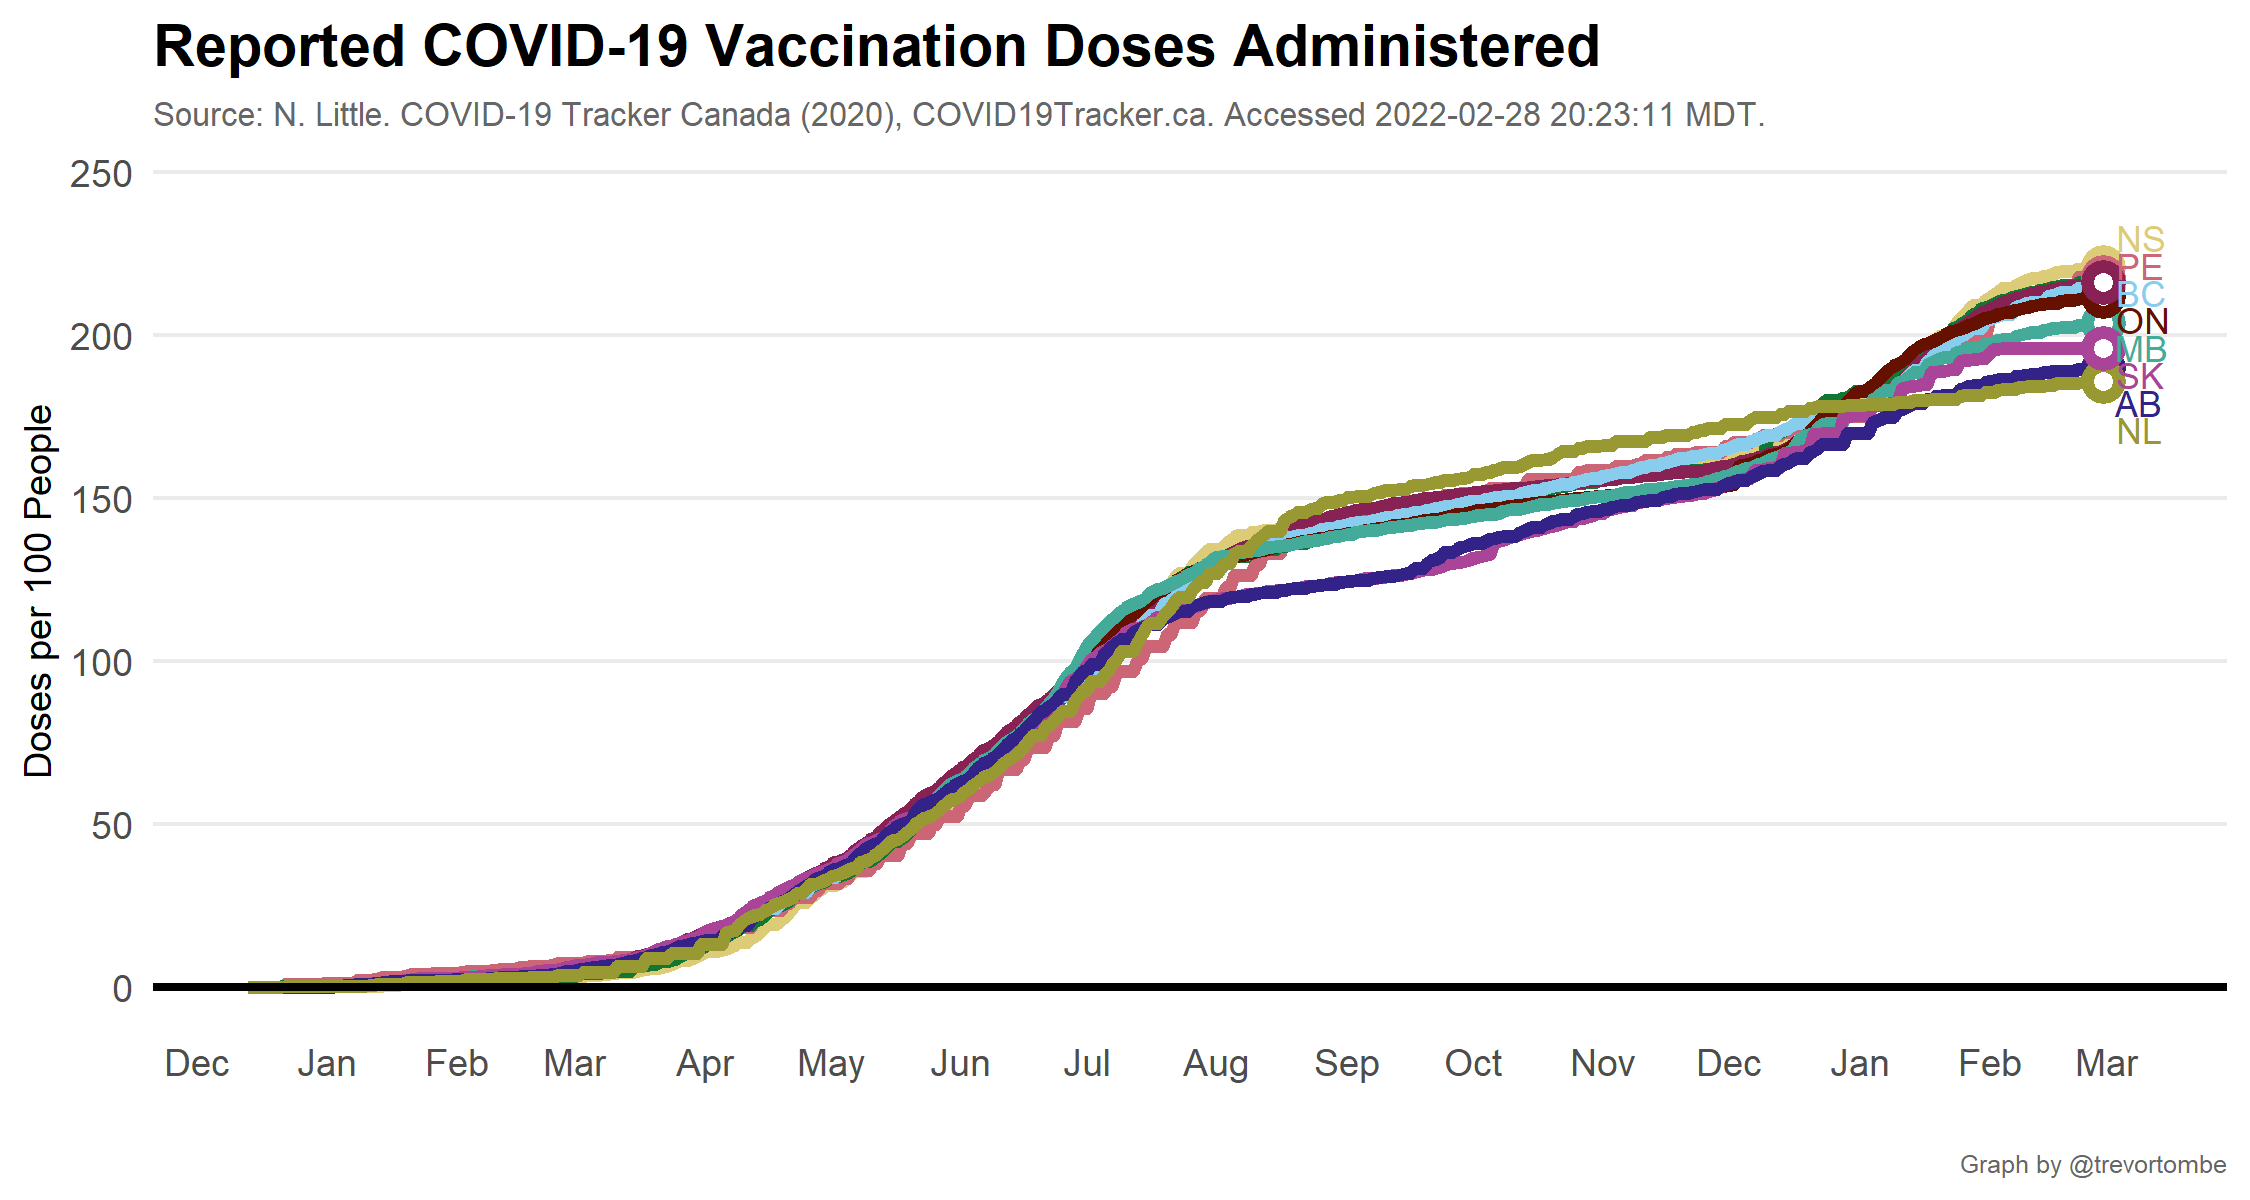 Reported COVID-19 Vaccination Doses Administered
Source: N. Little. COVID-19 Tracker Canada (2020), COVID19Tracker.ca. Accessed 2022-02-28 20:23:11 MDT.
Doses per 100 People
250
200
150
100
50
0
NS
PE
BC
ON
MB
SK
AB
NL
Dec Jan Feb Mar Apr May Jun Jul Aug Sep Oct Nov Dec Jan Feb Mar
Graph by @trevortombe